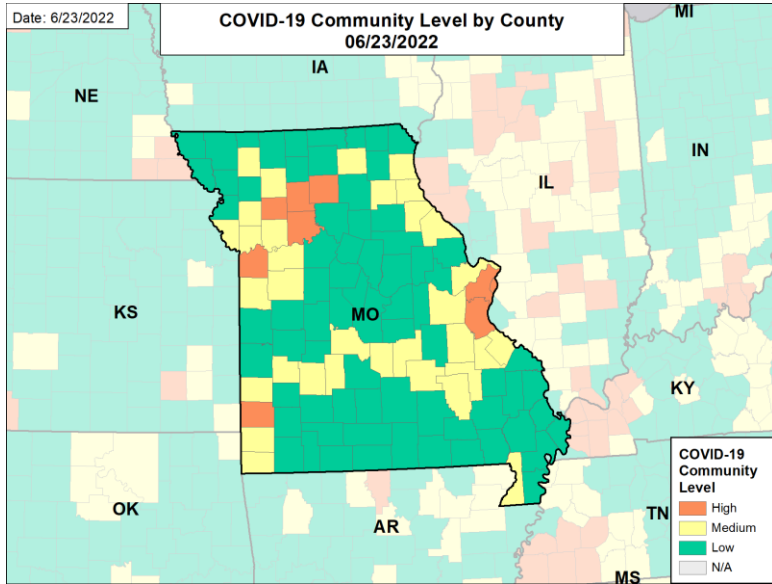 Date: 6/23/2022
COVID-19 Community Level by County
06/23/2022
MI
IA
NE
IN
IL
KS
MO
KY
COVID-19
Community
Level
High
Medium
Low
N/A
OK
AR
TN
MS